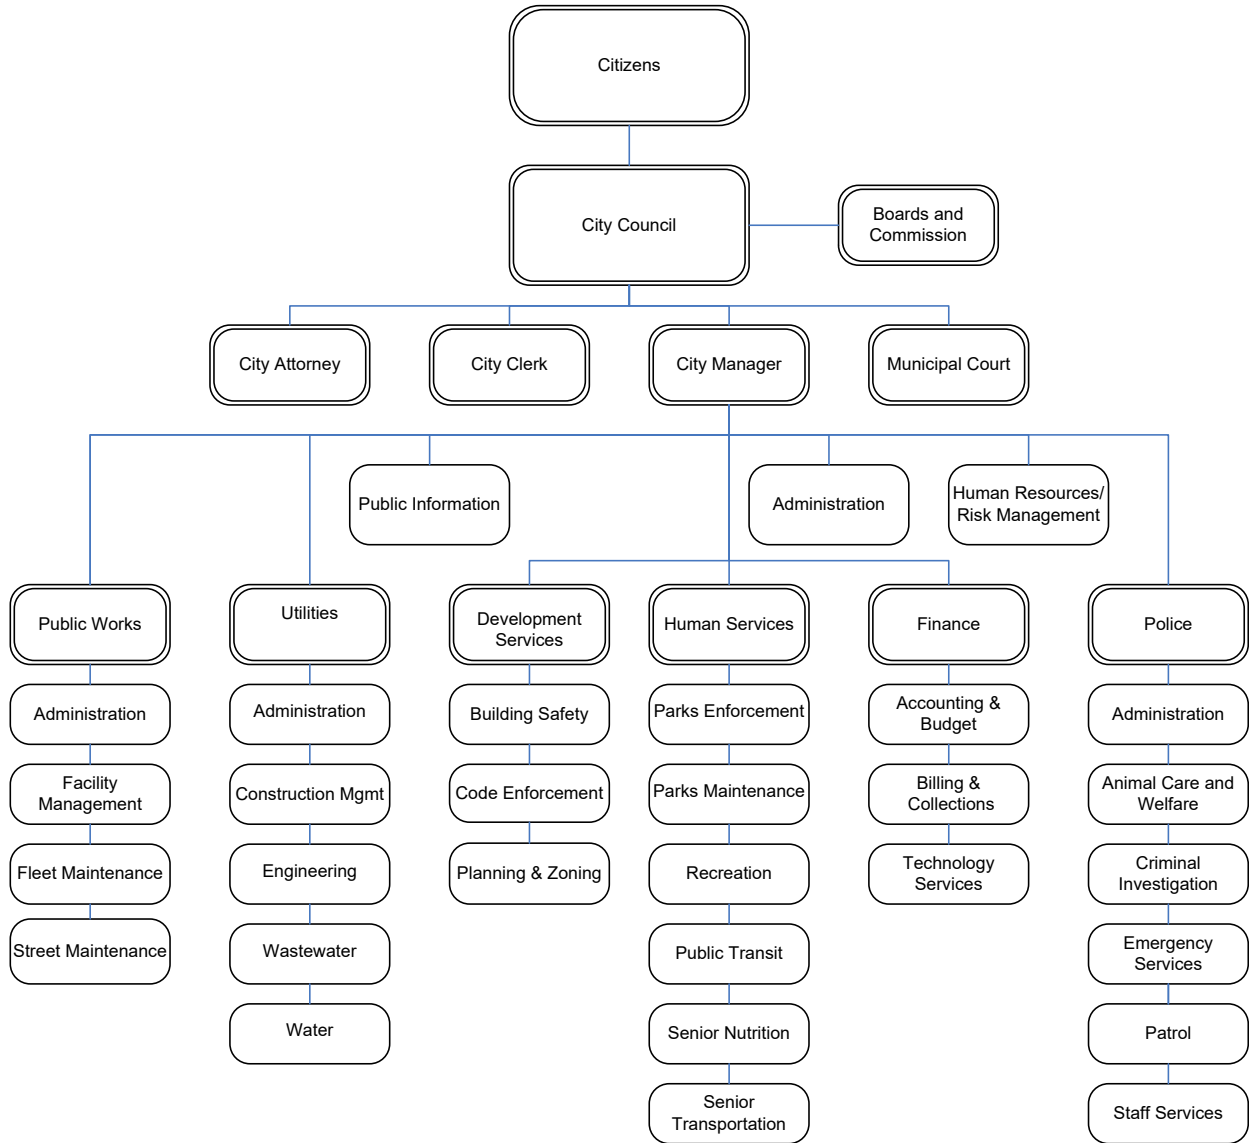 Citizens
City Council
Boards and
Commission
City Attorney
City Clerk
City Manager
Municipal Court
Public Information
Administration
Human Resources/
Risk Management
Public Works
Utilities
Development
Services
Human Services
Finance
Police
Administration
Administration
Building Safety
Parks Enforcement
Accounting &
Budget
Administration
Facility
Management
Construction Mgmt
Code Enforcement
Parks Maintenance
Billing &
Collections
Animal Care and
Welfare
Fleet Maintenance
Engineering
Planning & Zoning
Recreation
Technology
Services
Criminal
Investigation
Street Maintenance
Wastewater
Public Transit
Emergency
Services
Water
Senior Nutrition
Patrol
Senior
Transportation
Staff Services